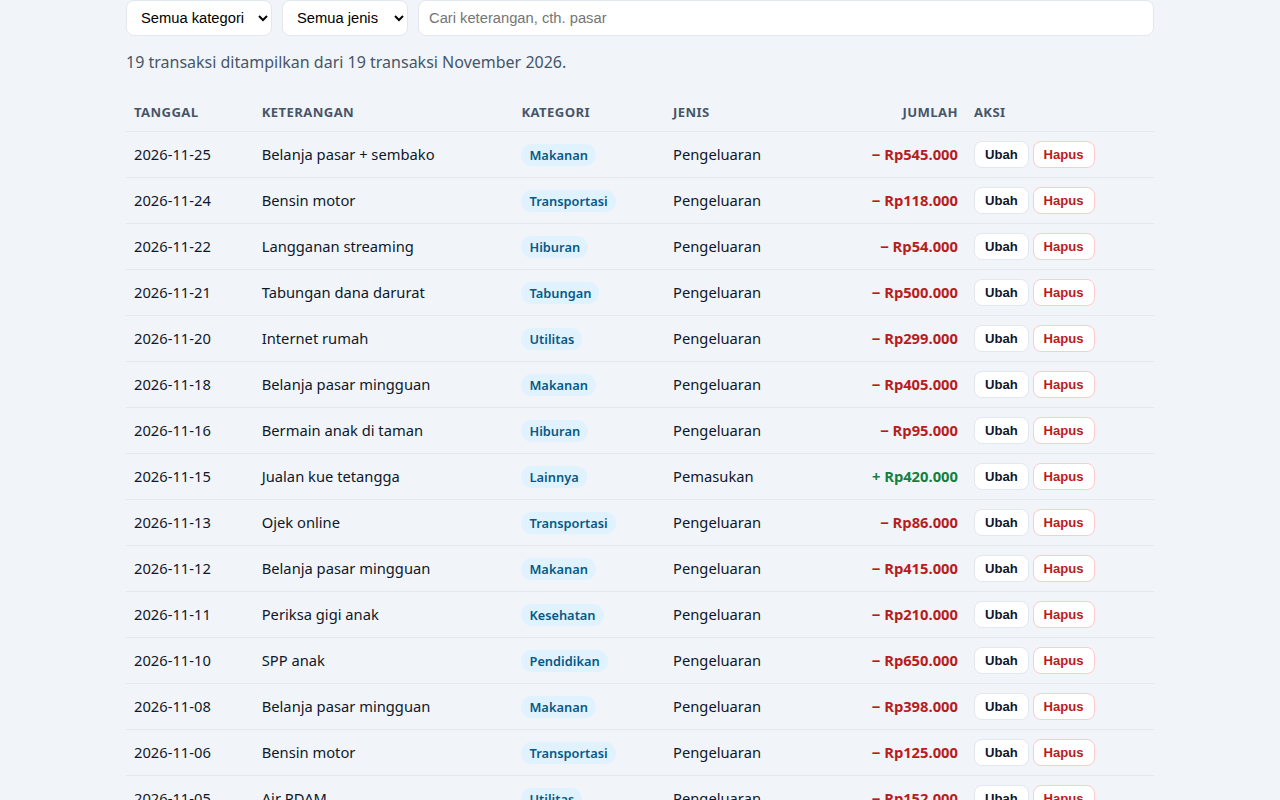 Semua kategori Semua jenis Cari keterangan, cth. pasar
19 transaksi ditampilkan dari 19 transaksi November 2026.
TANGGAL KETERANGAN KATEGORI JENIS JUMLAH AKSI
2026-11-25 Belanja pasar + sembako Makanan Pengeluaran − Rp545.000 Ubah Hapus
2026-11-24 Bensin motor Transportasi Pengeluaran − Rp118.000 Ubah Hapus
2026-11-22 Langganan streaming Hiburan Pengeluaran − Rp54.000 Ubah Hapus
2026-11-21 Tabungan dana darurat Tabungan Pengeluaran − Rp500.000 Ubah Hapus
2026-11-20 Internet rumah Utilitas Pengeluaran − Rp299.000 Ubah Hapus
2026-11-18 Belanja pasar mingguan Makanan Pengeluaran − Rp405.000 Ubah Hapus
2026-11-16 Bermain anak di taman Hiburan Pengeluaran − Rp95.000 Ubah Hapus
2026-11-15 Jualan kue tetangga Lainnya Pemasukan + Rp420.000 Ubah Hapus
2026-11-13 Ojek online Transportasi Pengeluaran − Rp86.000 Ubah Hapus
2026-11-12 Belanja pasar mingguan Makanan Pengeluaran − Rp415.000 Ubah Hapus
2026-11-11 Periksa gigi anak Kesehatan Pengeluaran − Rp210.000 Ubah Hapus
2026-11-10 SPP anak Pendidikan Pengeluaran − Rp650.000 Ubah Hapus
2026-11-08 Belanja pasar mingguan Makanan Pengeluaran − Rp398.000 Ubah Hapus
2026-11-06 Bensin motor Transportasi Pengeluaran − Rp125.000 Ubah Hapus
2026-11-05 Air PDAM Utilitas Pengeluaran − Rp152.000 Ubah Hapus